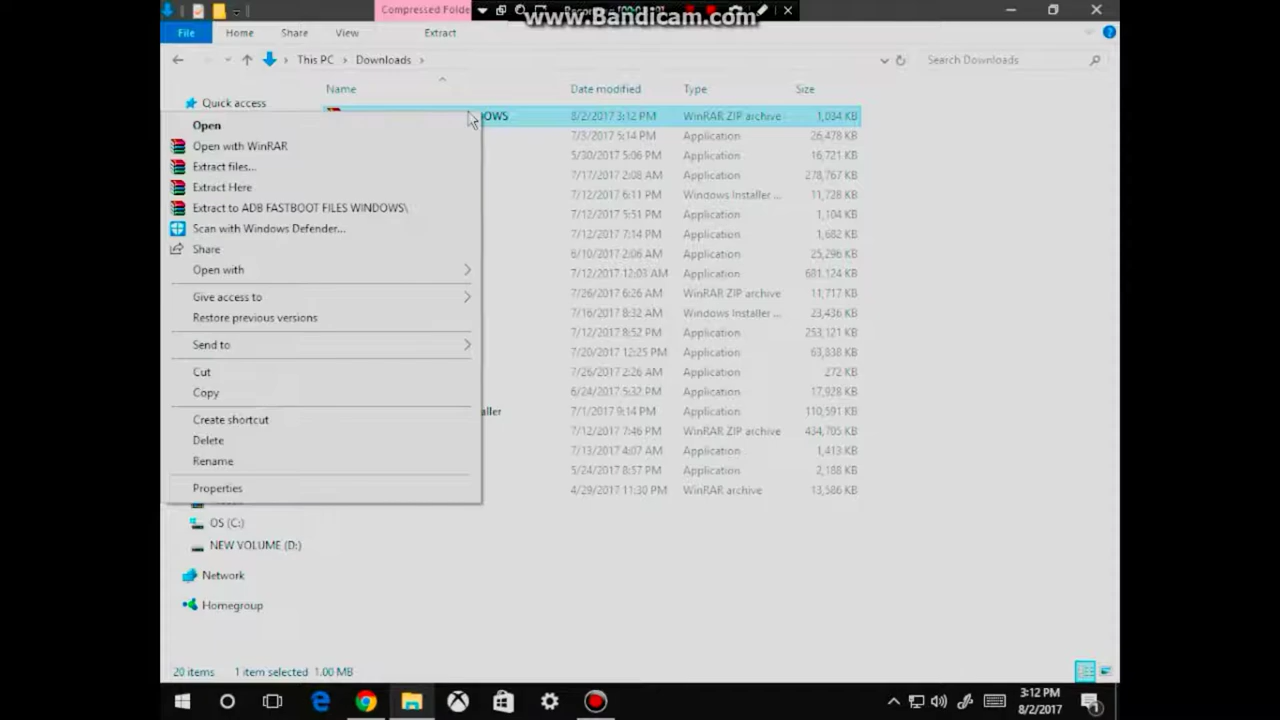 Compressed Folde
www.Bandicam.com
File Home Share View Extract
This PC Downloads
Search Downloads
Name Date modified Type Size
Quick access
OWS 8/2/2017 3:12 PM WinRAR ZIP archive 1,034 KB
7/3/2017 5:14 PM Application 26,478 KB
5/30/2017 5:06 PM Application 16,721 KB
7/17/2017 2:08 AM Application 278,767 KB
7/12/2017 6:11 PM Windows Installer ... 11,728 KB
7/12/2017 5:51 PM Application 1,104 KB
7/12/2017 7:14 PM Application 1,682 KB
6/10/2017 2:06 AM Application 25,296 KB
7/12/2017 12:03 AM Application 681,124 KB
7/26/2017 6:26 AM WinRAR ZIP archive 11,717 KB
7/16/2017 8:32 AM Windows Installer ... 23,436 KB
7/12/2017 8:52 PM Application 253,121 KB
7/20/2017 12:25 PM Application 63,838 KB
7/26/2017 2:26 AM Application 272 KB
6/24/2017 5:32 PM Application 17,928 KB
aller 7/1/2017 9:14 PM Application 110,591 KB
7/12/2017 7:46 PM WinRAR ZIP archive 434,705 KB
7/13/2017 4:07 AM Application 1,413 KB
5/24/2017 8:57 PM Application 2,188 KB
4/29/2017 11:30 PM WinRAR archive 13,586 KB
Open
Open with WinRAR
Extract files...
Extract Here
Extract to ADB FASTBOOT FILES WINDOWS\
Scan with Windows Defender...
Share
Open with
Give access to
Restore previous versions
Send to
Cut
Copy
Create shortcut
Delete
Rename
Properties
OS (C:)
NEW VOLUME (D:)
Network
Homegroup
20 items 1 item selected 1.00 MB
3:12 PM
8/2/2017
1